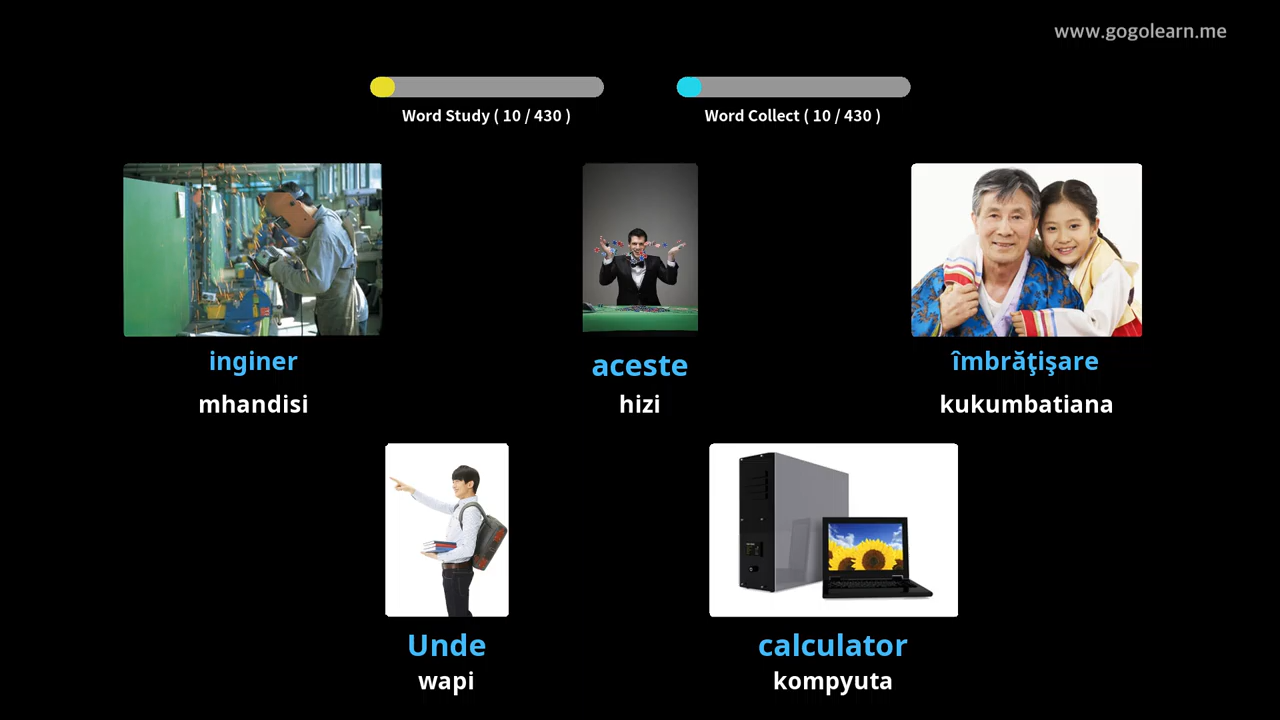 www.gogolearn.me
Word Study ( 10 / 430 )
Word Collect ( 10 / 430 )
inginer
mhandisi
aceste
hizi
îmbrăţişare
kukumbatiana
Unde
wapi
calculator
kompyuta